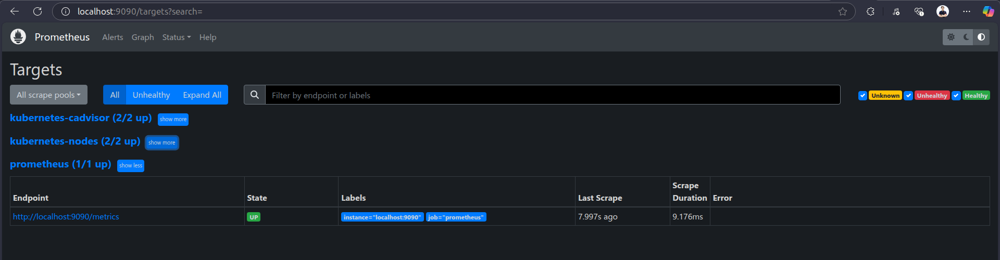 localhost:9090/targets?search=
Prometheus Alerts Graph Status Help
Targets
All scrape pools All Unhealthy Expand All Filter by endpoint or labels Unknown Unhealthy Healthy
kubernetes-cadvisor (2/2 up) show more
kubernetes-nodes (2/2 up) show more
prometheus (1/1 up) show less
Endpoint State Labels Last Scrape Scrape Duration Error
http://localhost:9090/metrics UP instance="localhost:9090" job="prometheus" 7.997s ago 9.176ms